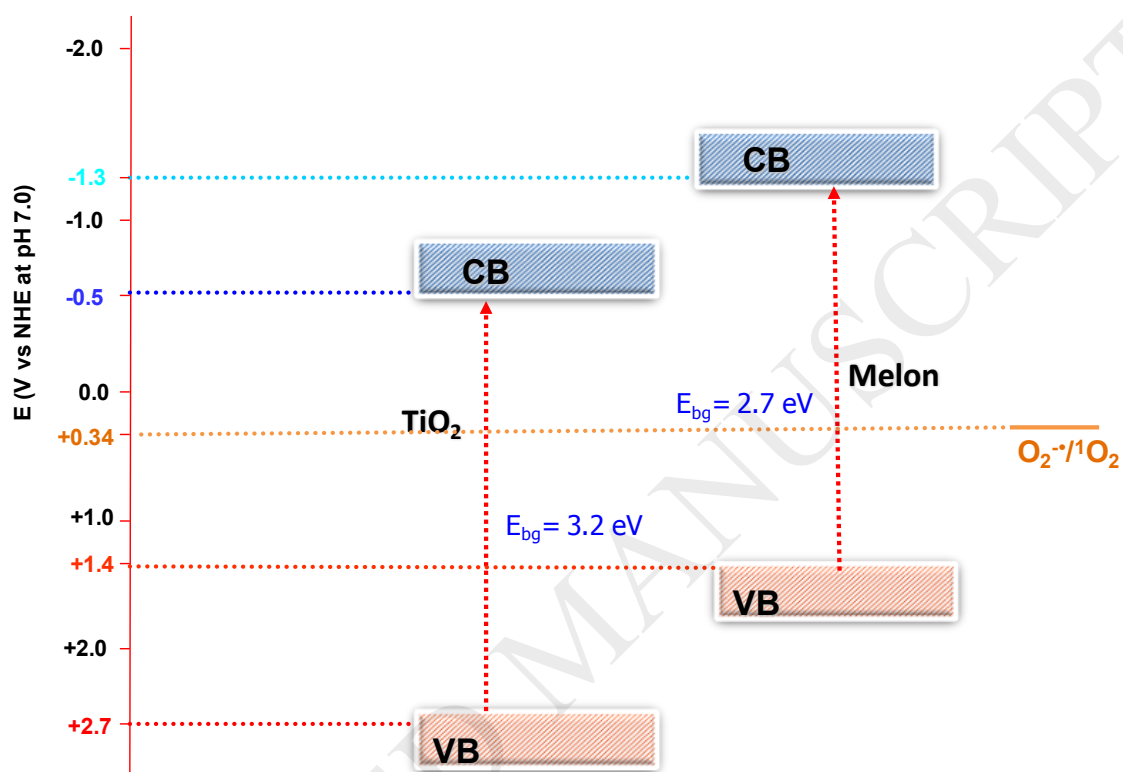 -2.0
CB
-1.3
-1.0
CB
-0.5
E (V vs NHE at pH 7.0)
0.0
Melon
E_bg = 2.7 eV
TiO₂
+0.34
O₂⁻•/¹O₂
+1.0
E_bg = 3.2 eV
+1.4
VB
+2.0
+2.7
VB
D MANUSCRIPT